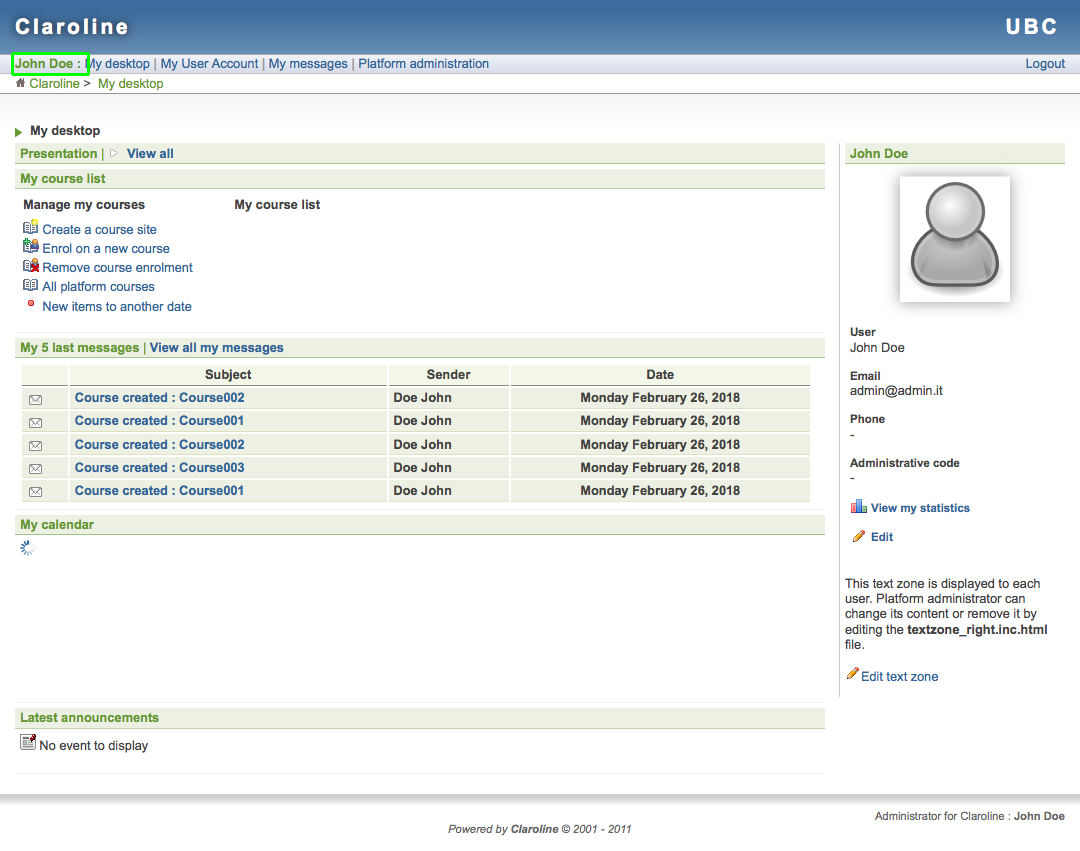 Claroline UBC
John Doe : My desktop | My User Account | My messages | Platform administration Logout
Claroline > My desktop
My desktop
Presentation | View all
My course list
Manage my courses My course list
Create a course site
Enrol on a new course
Remove course enrolment
All platform courses
New items to another date
My 5 last messages | View all my messages
Subject Sender Date
Course created : Course002 Doe John Monday February 26, 2018
Course created : Course001 Doe John Monday February 26, 2018
Course created : Course002 Doe John Monday February 26, 2018
Course created : Course003 Doe John Monday February 26, 2018
Course created : Course001 Doe John Monday February 26, 2018
My calendar
Latest announcements
No event to display
John Doe
User
John Doe
Email
admin@admin.it
Phone
-
Administrative code
-
View my statistics
Edit
This text zone is displayed to each
user. Platform administrator can
change its content or remove it by
editing the textzone_right.inc.html
file.
Edit text zone
Administrator for Claroline : John Doe
Powered by Claroline © 2001 - 2011